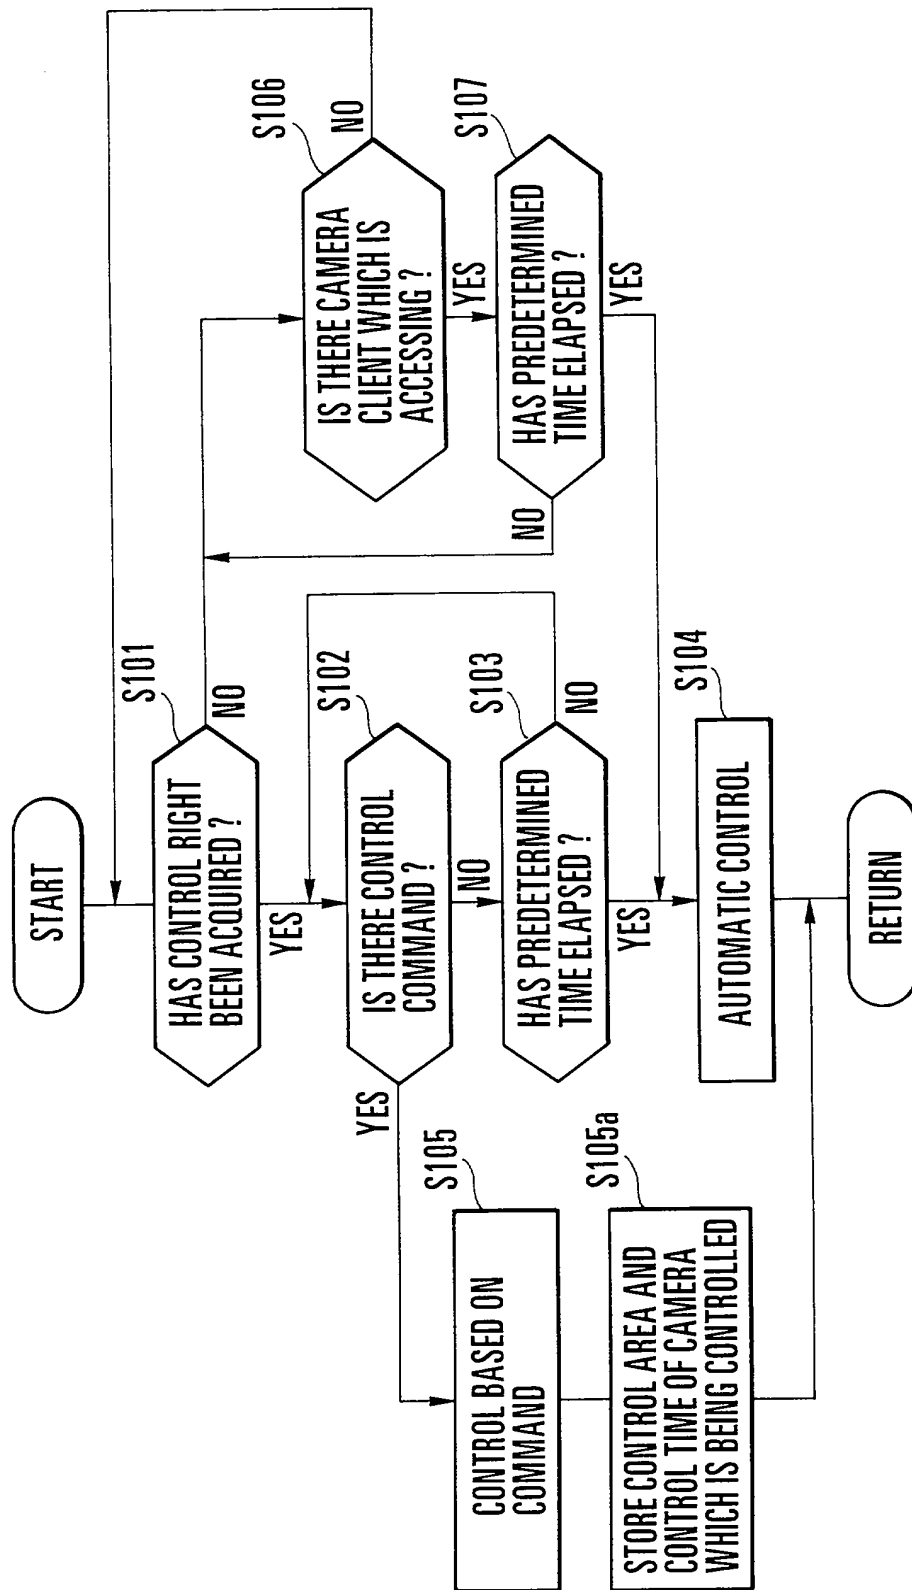 START
S101
HAS CONTROL RIGHT
BEEN ACQUIRED ?
NO
YES
S102
IS THERE CONTROL
COMMAND ?
YES
NO
S103
HAS PREDETERMINED
TIME ELAPSED ?
NO
YES
S104
AUTOMATIC CONTROL
RETURN
S105
CONTROL BASED ON
COMMAND
S105a
STORE CONTROL AREA AND
CONTROL TIME OF CAMERA
WHICH IS BEING CONTROLLED
S106
IS THERE CAMERA
CLIENT WHICH IS
ACCESSING ?
NO
YES
S107
HAS PREDETERMINED
TIME ELAPSED ?
NO
YES